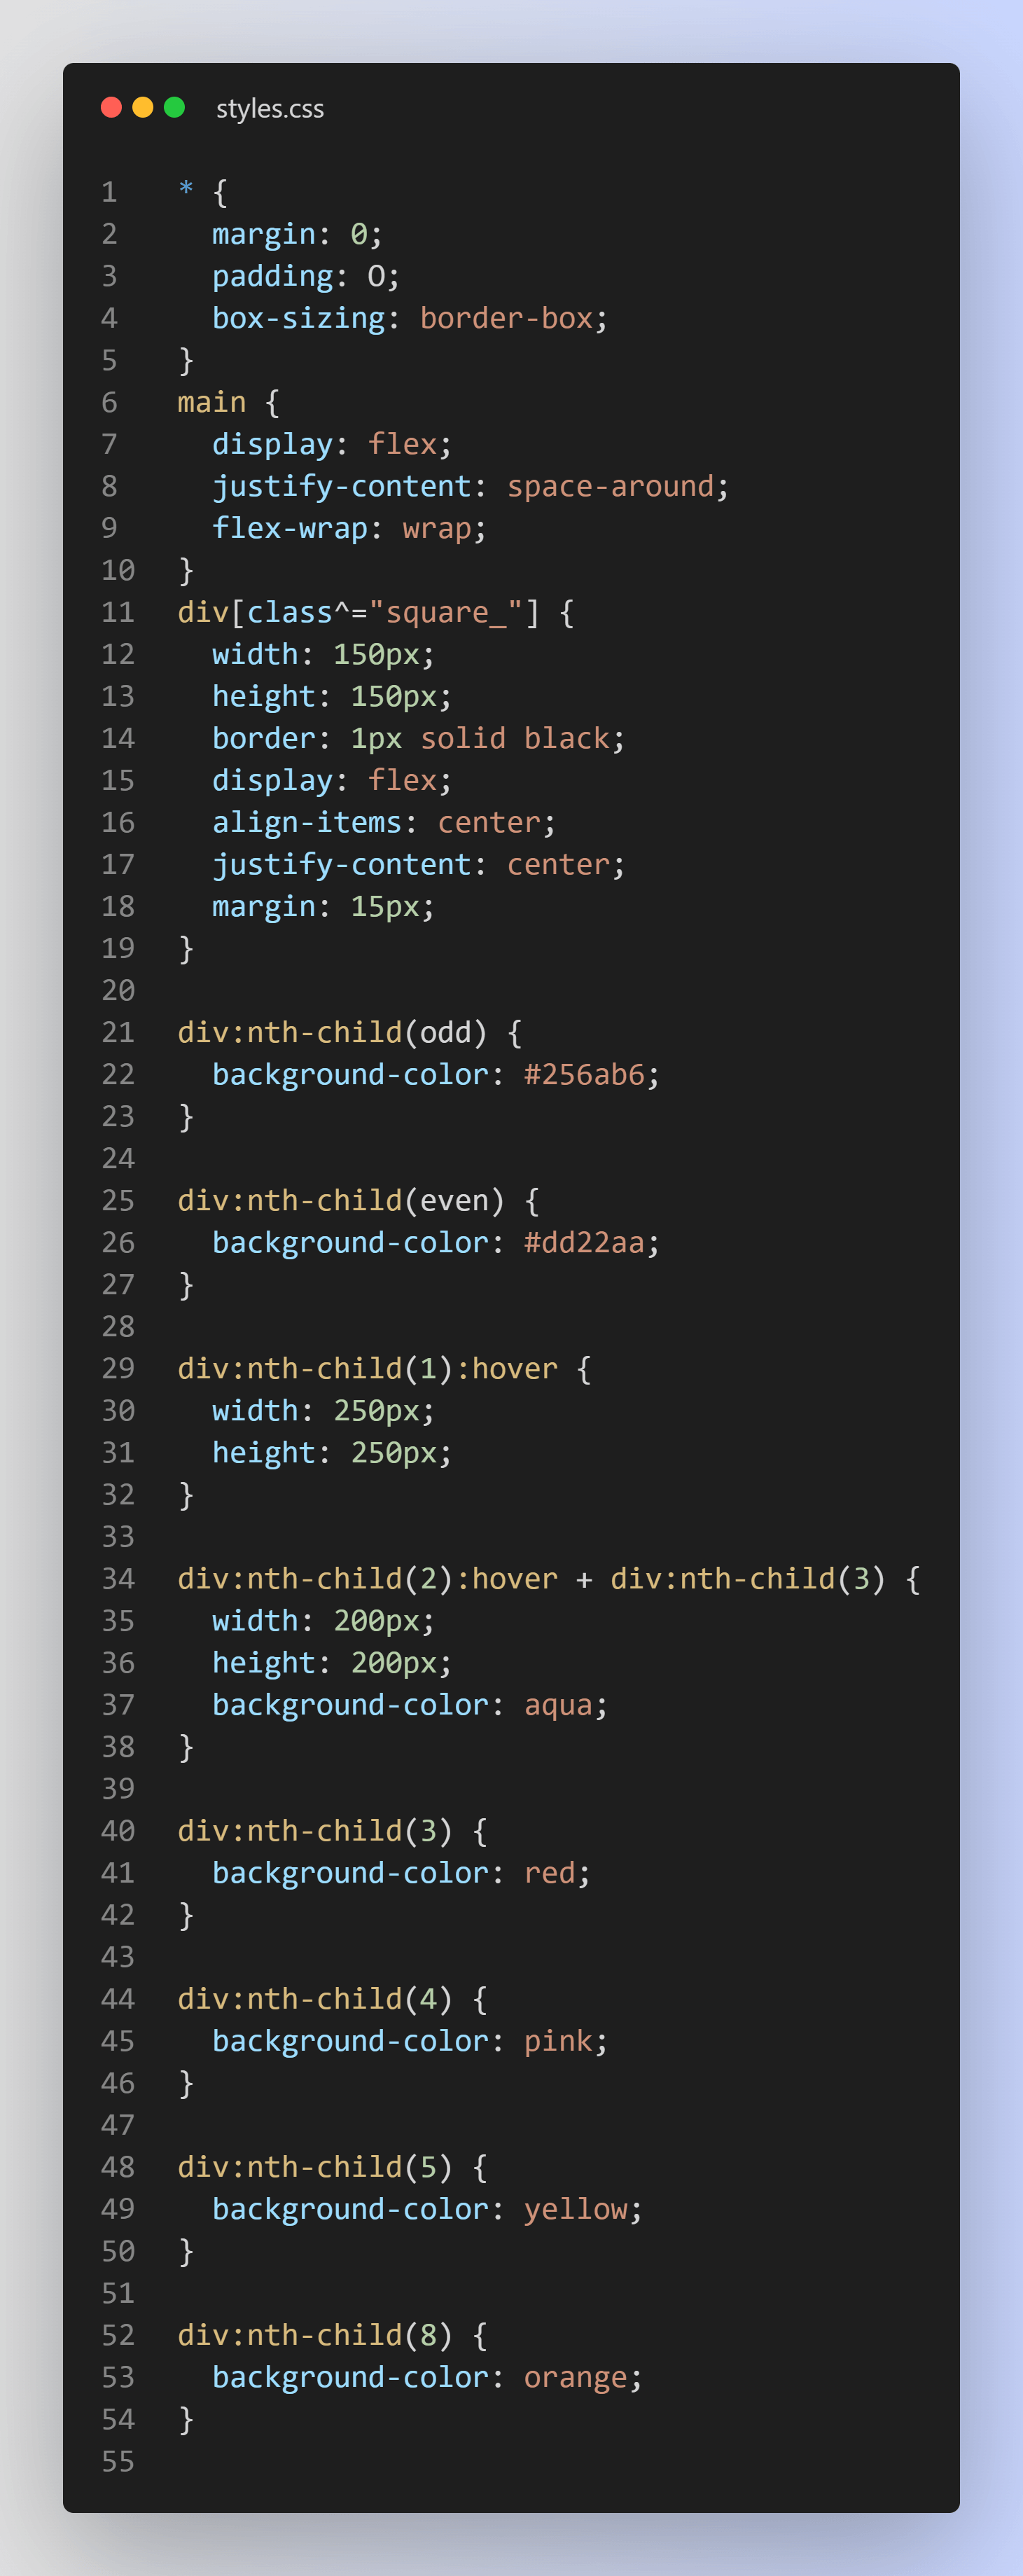 styles.css
1 * {
2 margin: 0;
3 padding: O;
4 box-sizing: border-box;
5 }
6 main {
7 display: flex;
8 justify-content: space-around;
9 flex-wrap: wrap;
10 }
11 div[class^="square_"] {
12 width: 150px;
13 height: 150px;
14 border: 1px solid black;
15 display: flex;
16 align-items: center;
17 justify-content: center;
18 margin: 15px;
19 }
20
21 div:nth-child(odd) {
22 background-color: #256ab6;
23 }
24
25 div:nth-child(even) {
26 background-color: #dd22aa;
27 }
28
29 div:nth-child(1):hover {
30 width: 250px;
31 height: 250px;
32 }
33
34 div:nth-child(2):hover + div:nth-child(3) {
35 width: 200px;
36 height: 200px;
37 background-color: aqua;
38 }
39
40 div:nth-child(3) {
41 background-color: red;
42 }
43
44 div:nth-child(4) {
45 background-color: pink;
46 }
47
48 div:nth-child(5) {
49 background-color: yellow;
50 }
51
52 div:nth-child(8) {
53 background-color: orange;
54 }
55